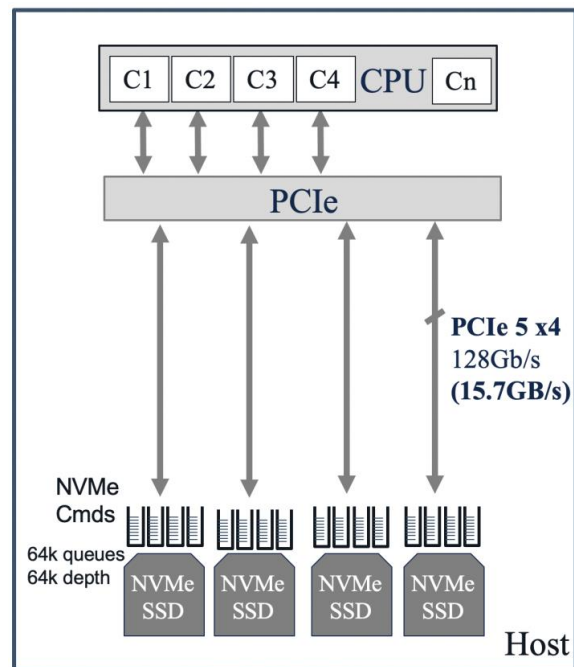 C1 C2 C3 C4 CPU Cn
PCIe
PCIe 5 x4
128Gb/s
(15.7GB/s)
NVMe
Cmds
64k queues
64k depth
NVMe
SSD
NVMe
SSD
NVMe
SSD
NVMe
SSD
Host